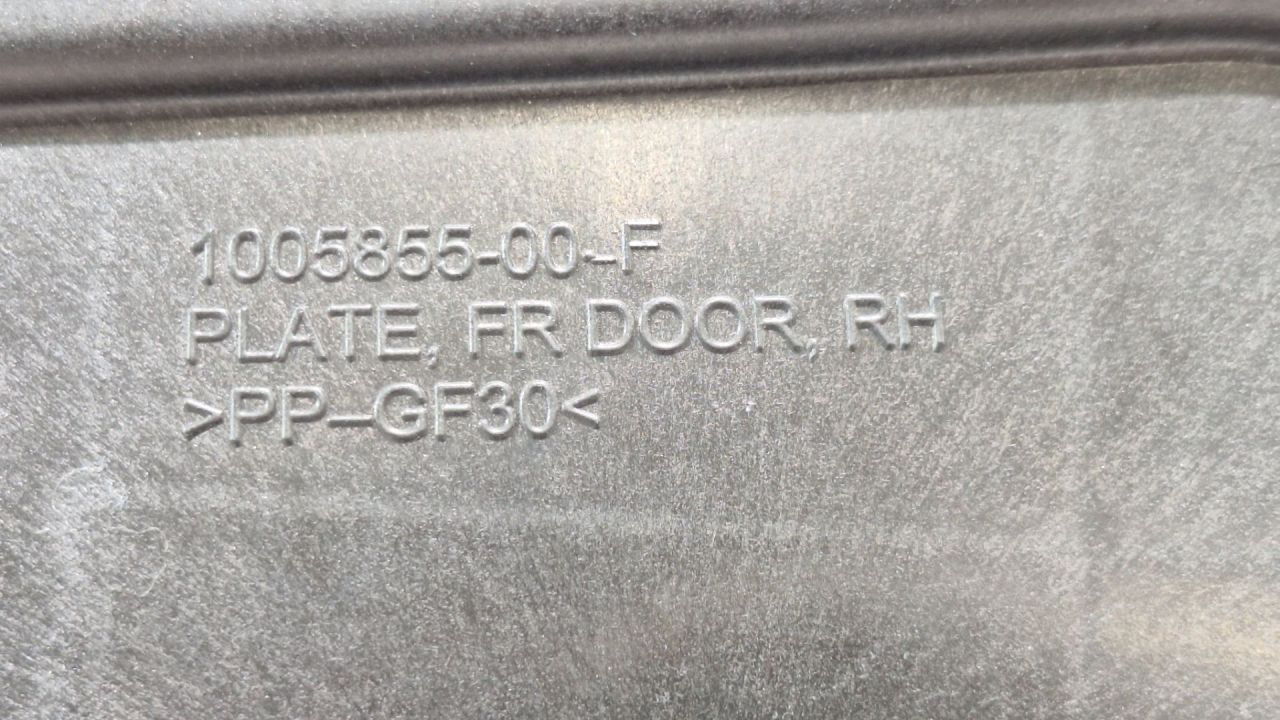 1005855-00-F
PLATE, FR DOOR, RH
>PP-GF30<